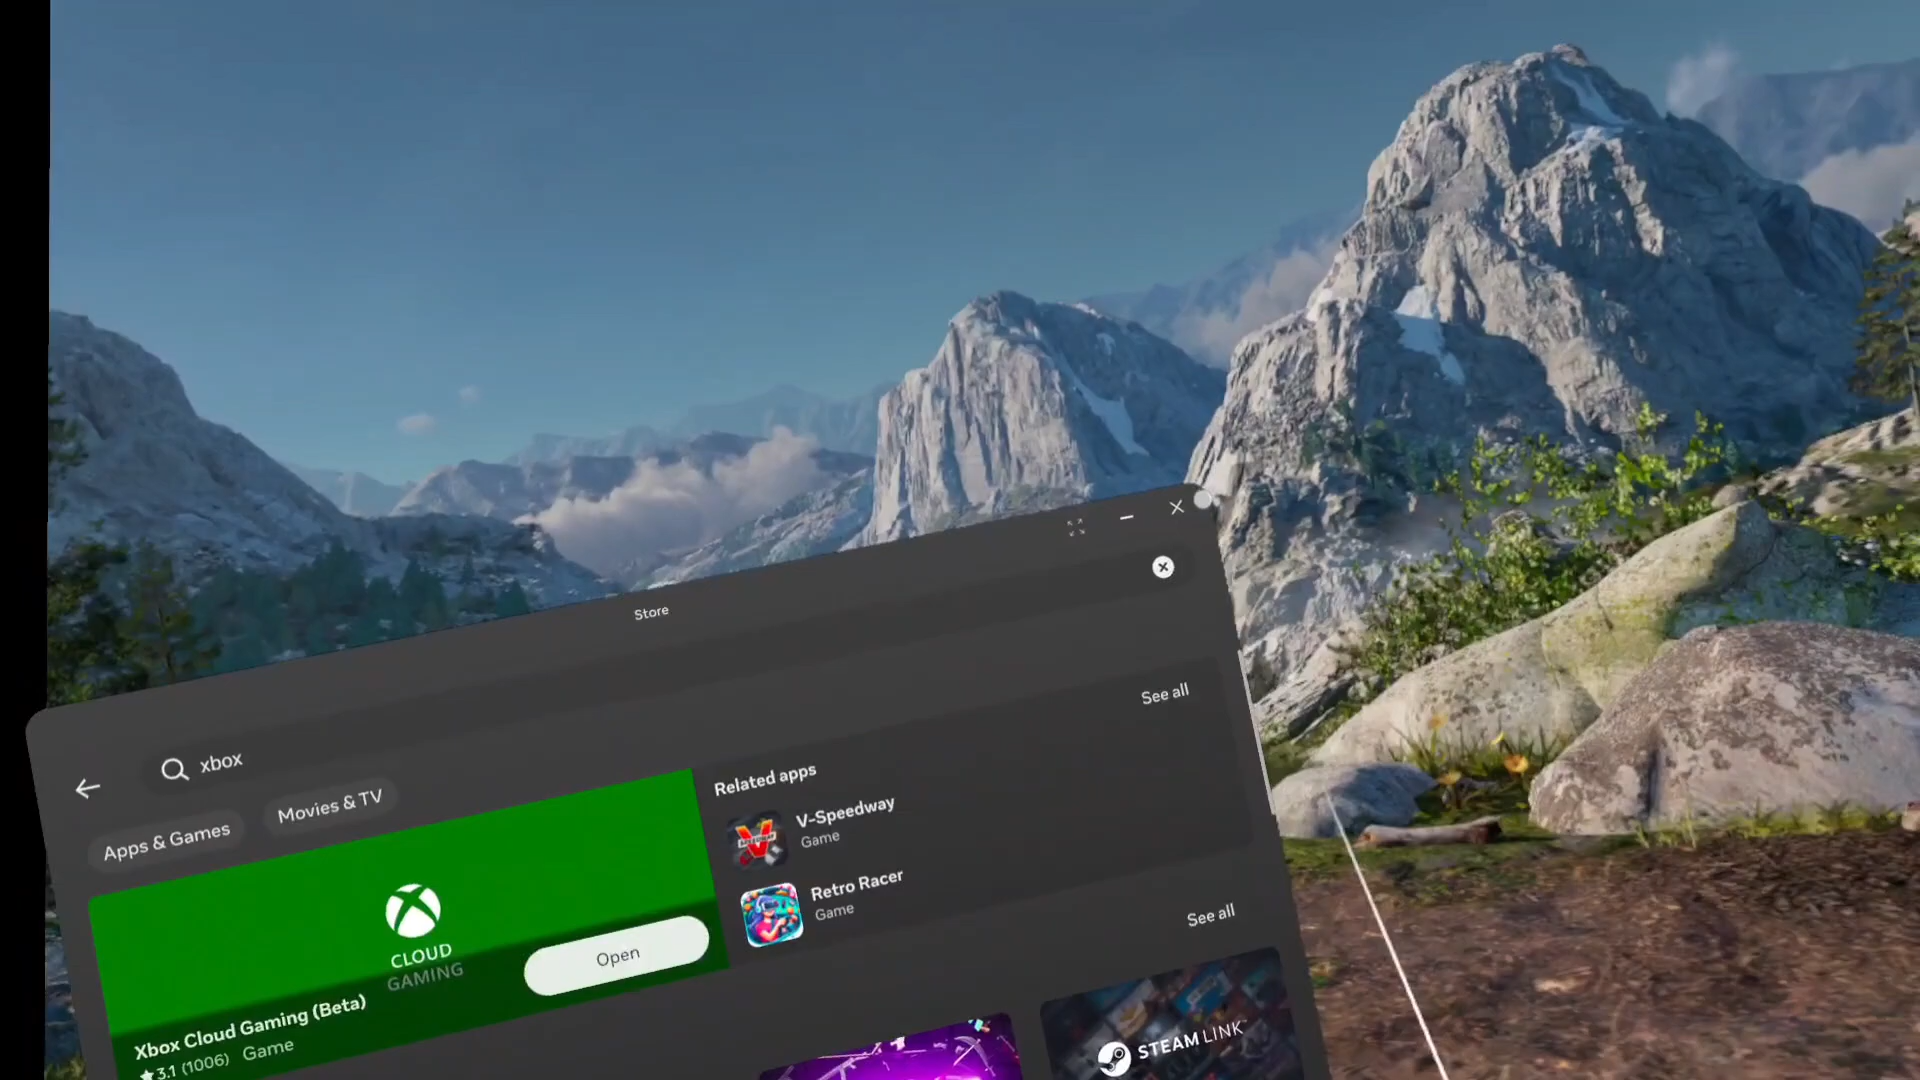 Store
xbox
Apps & Games
Movies & TV
See all
CLOUD
GAMING
Open
Xbox Cloud Gaming (Beta)
3.1 (1006) Game
Related apps
V-Speedway
Game
Retro Racer
Game
See all
STEAM LINK